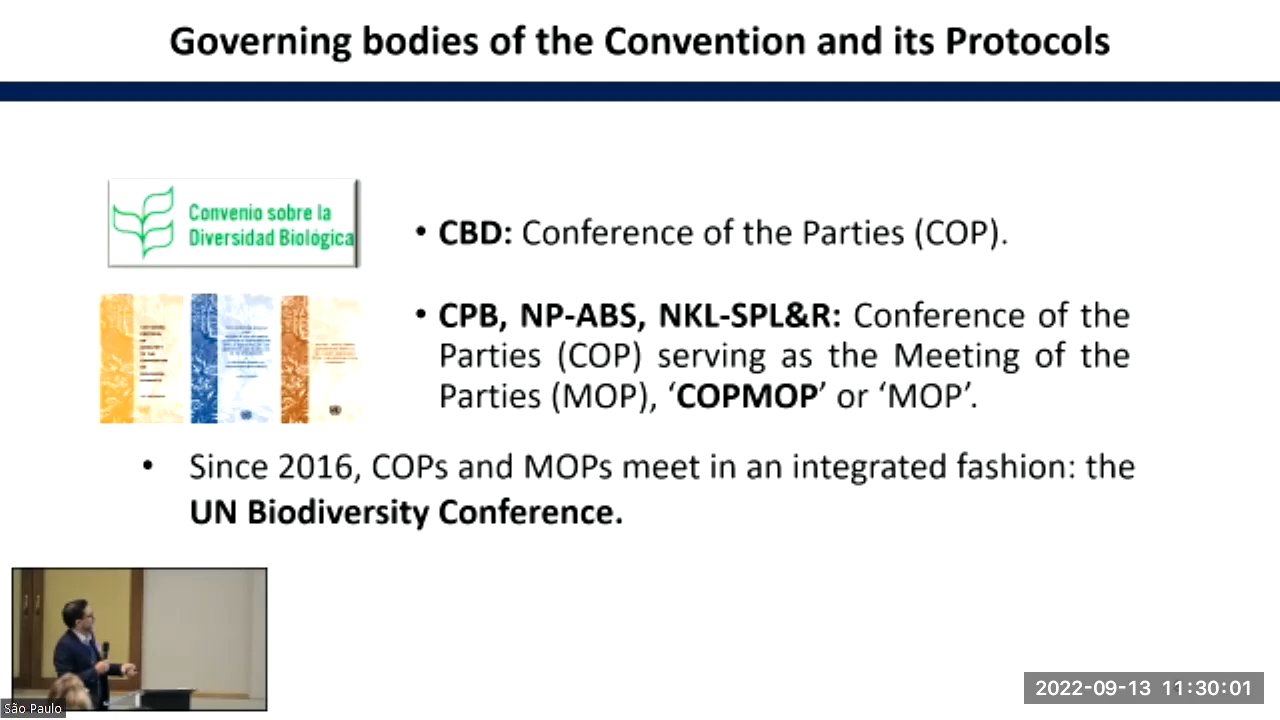 Governing bodies of the Convention and its Protocols
Convenio sobre la
Diversidad Biológica
• CBD: Conference of the Parties (COP).
• CPB, NP-ABS, NKL-SPL&R: Conference of the
Parties (COP) serving as the Meeting of the
Parties (MOP), ‘COPMOP’ or ‘MOP’.
• Since 2016, COPs and MOPs meet in an integrated fashion: the
UN Biodiversity Conference.
São Paulo
2022-09-13 11:30:01